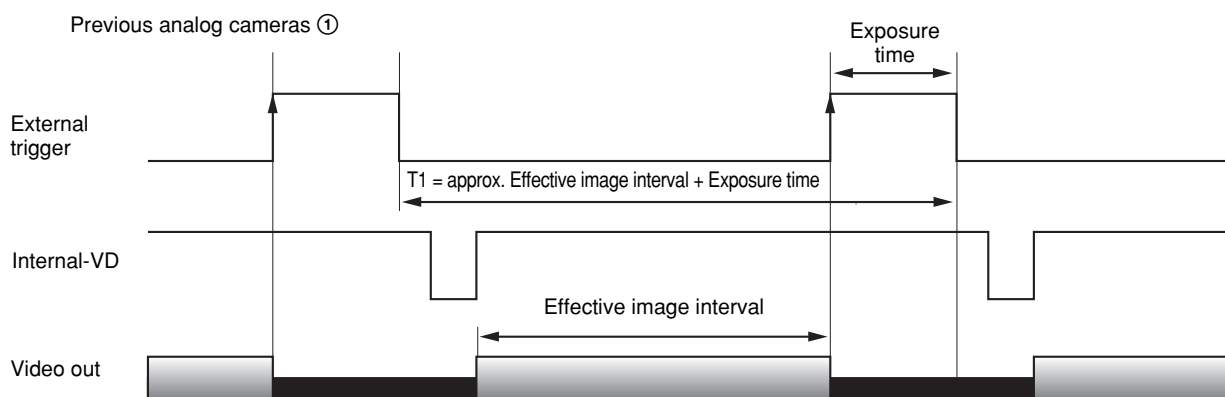 Previous analog cameras ①
Exposure
time
External
trigger
T1 = approx. Effective image interval + Exposure time
Internal-VD
Effective image interval
Video out